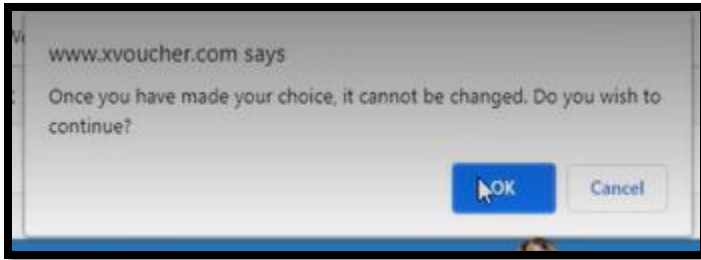 www.xvoucher.com says
Once you have made your choice, it cannot be changed. Do you wish to
continue?
OK
Cancel